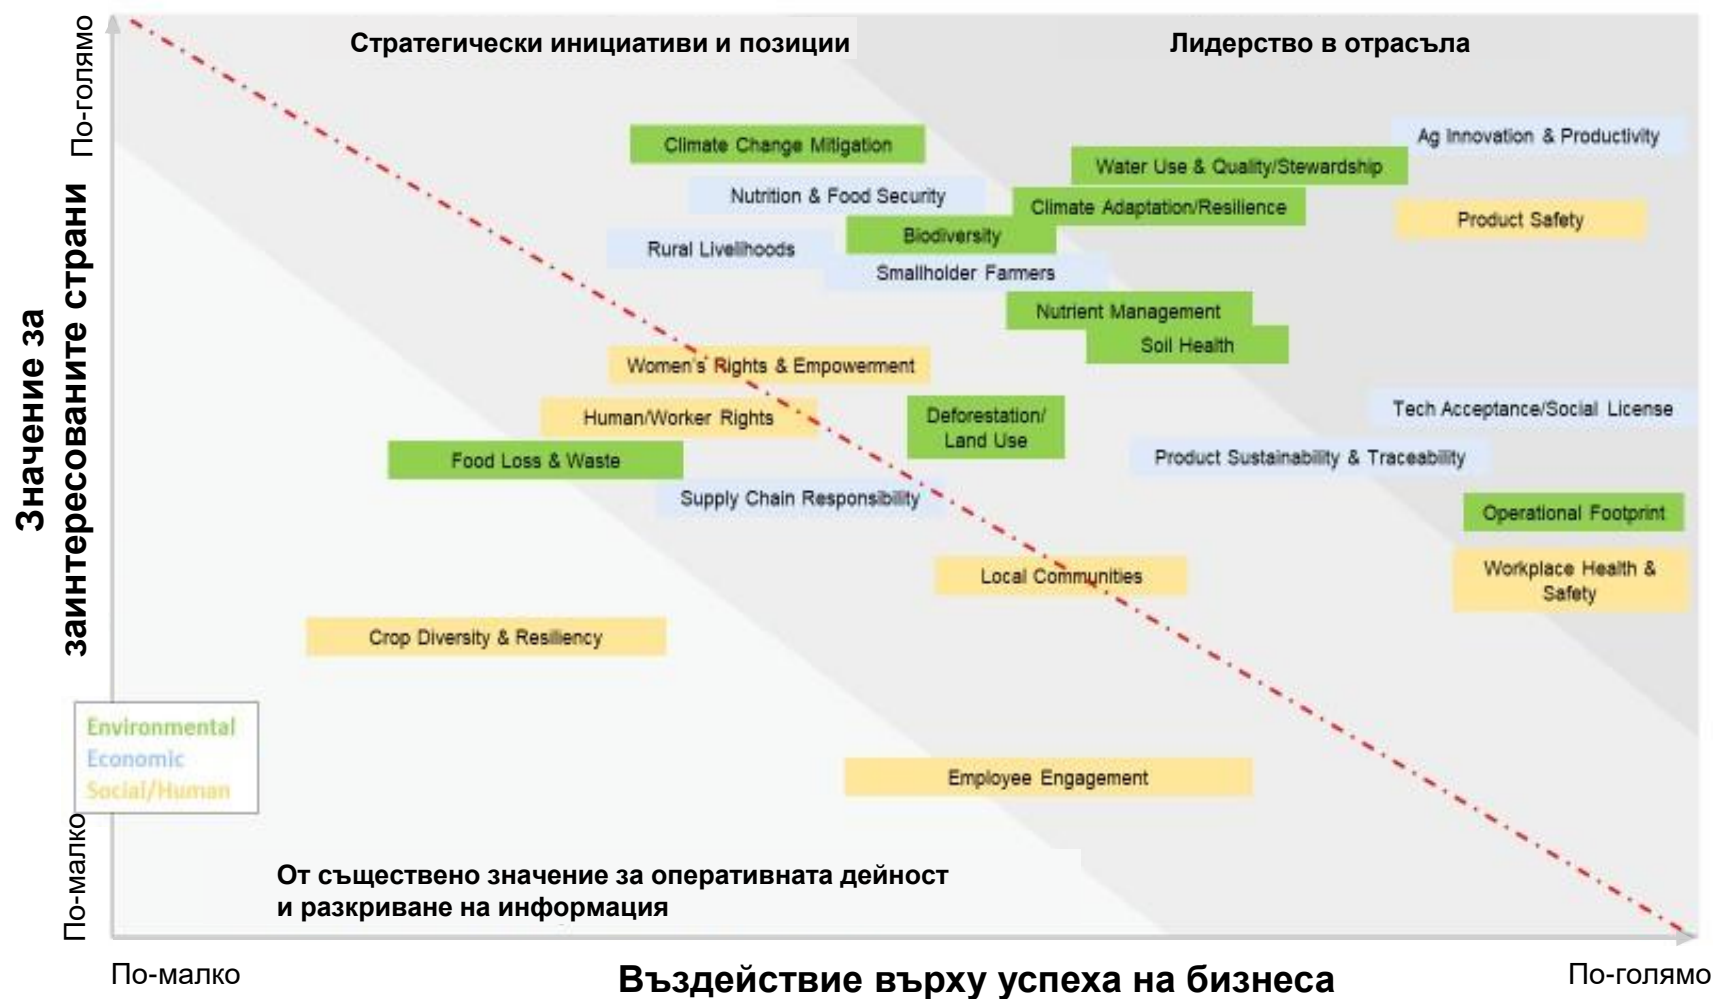 Стратегически инициативи и позиции
Лидерство в отрасъла
По-голямо
Значение за
заинтересованите страни
По-малко
Climate Change Mitigation
Ag Innovation & Productivity
Water Use & Quality/Stewardship
Nutrition & Food Security
Climate Adaptation/Resilience
Product Safety
Biodiversity
Rural Livelihoods
Smallholder Farmers
Nutrient Management
Soil Health
Women's Rights & Empowerment
Human/Worker Rights
Deforestation/
Land Use
Tech Acceptance/Social License
Food Loss & Waste
Product Sustainability & Traceability
Supply Chain Responsibility
Operational Footprint
Local Communities
Workplace Health &
Safety
Crop Diversity & Resiliency
Environmental
Economic
Social/Human
Employee Engagement
От съществено значение за оперативната дейност
и разкриване на информация
По-малко
Въздействие върху успеха на бизнеса
По-голямо